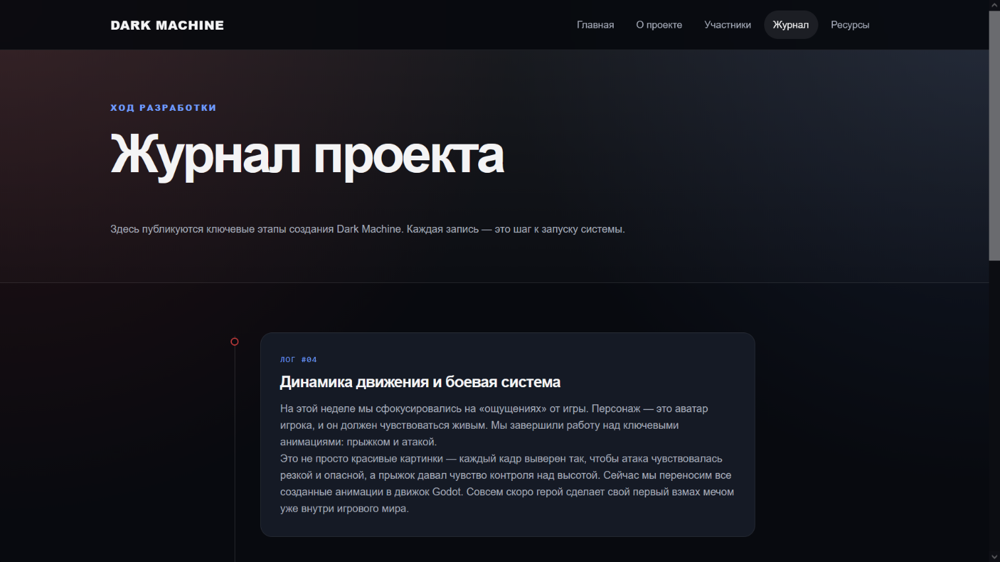 DARK MACHINE
Главная
О проекте
Участники
Журнал
Ресурсы
ХОД РАЗРАБОТКИ
Журнал проекта
Здесь публикуются ключевые этапы создания Dark Machine. Каждая запись — это шаг к запуску системы.
ЛОГ #04
Динамика движения и боевая система
На этой неделе мы сфокусировались на «ощущениях» от игры. Персонаж — это аватар
игрока, и он должен чувствоваться живым. Мы завершили работу над ключевыми
анимациями: прыжком и атакой.
Это не просто красивые картинки — каждый кадр выверен так, чтобы атака чувствовалась
резкой и опасной, а прыжок давал чувство контроля над высотой. Сейчас мы переносим все
созданные анимации в движок Godot. Совсем скоро герой сделает свой первый взмах мечом
уже внутри игрового мира.